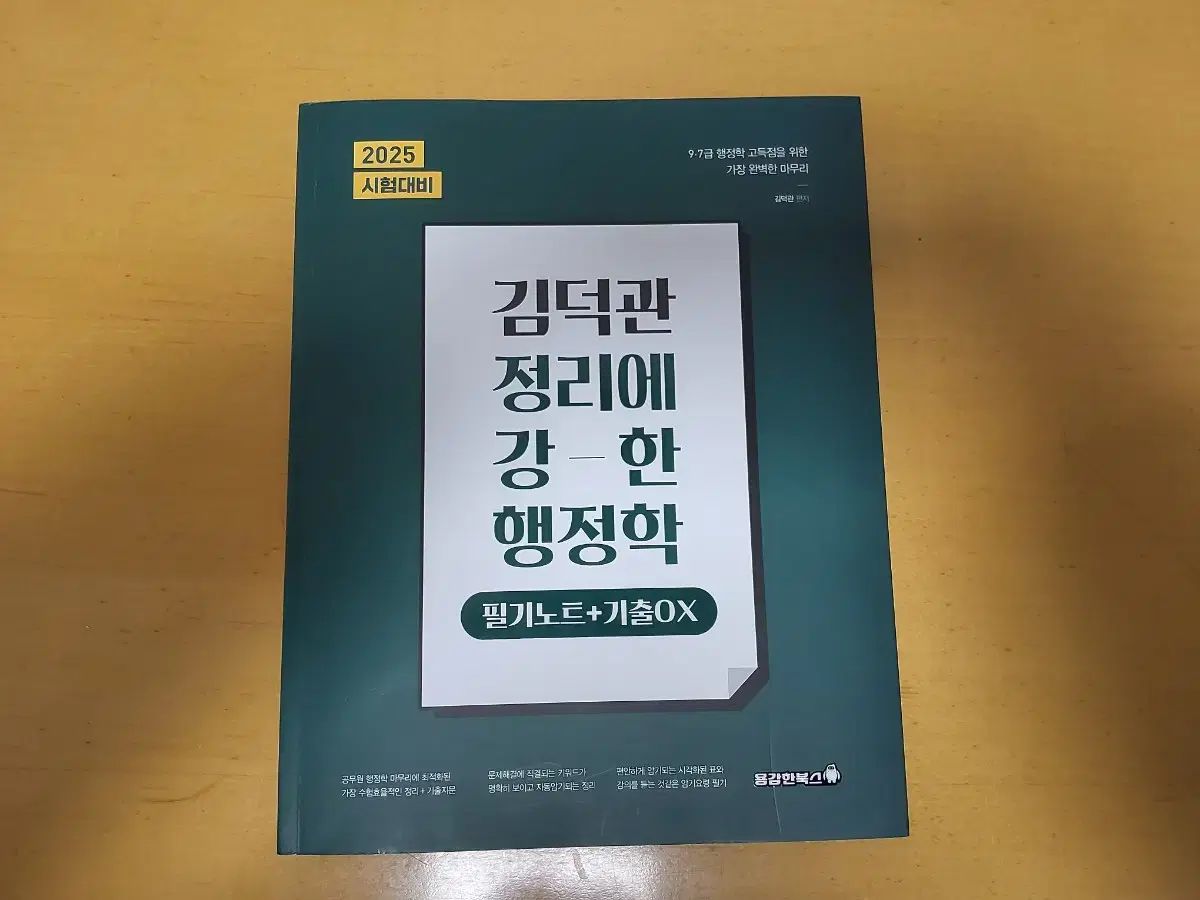 2025
시험대비
9·7급 행정학 고득점을 위한
가장 완벽한 마무리
김덕관 편저
김덕관
정리에
강 - 한
행정학
필기노트+기출OX
공무원 행정학 마무리에 최적화된
가장 수험효율적인 정리 + 기출지문
문제해결에 직결되는 키워드가
명확히 보이고 자동암기되는 정리
편안하게 암기되는 시각화된 표와
강의를 듣는 것같은 암기요령 필기
용감한북스